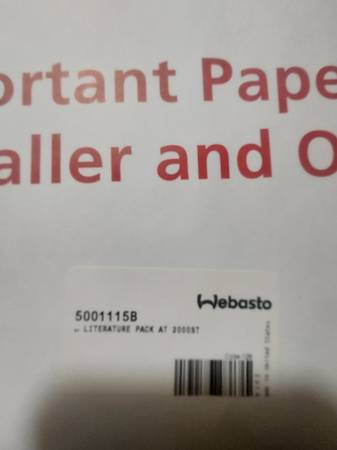 ortant Pape
aller and O
Webasto
5001115B
LITERATURE PACK AT 2000ST